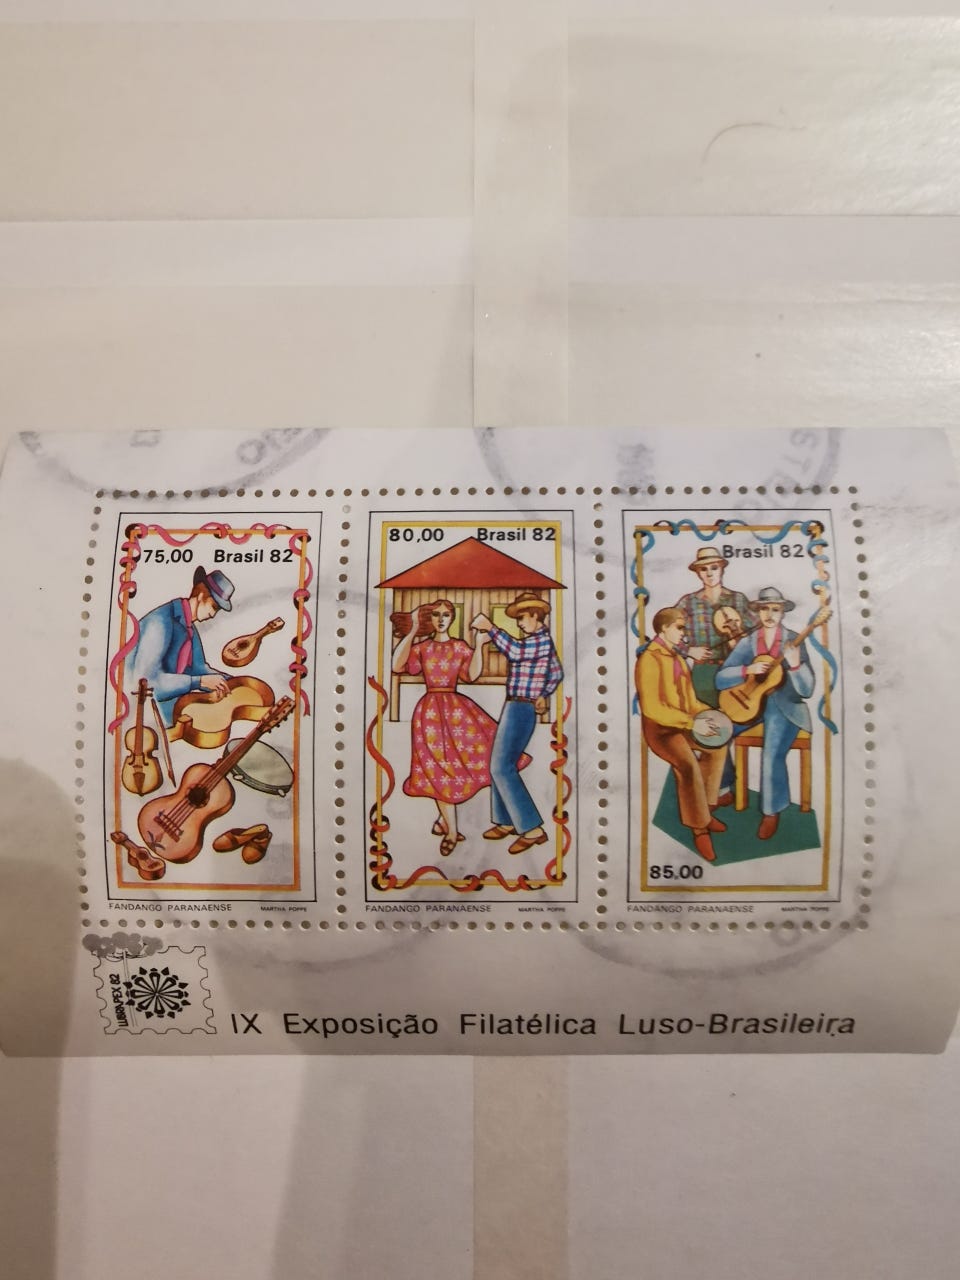 75,00 Brasil 82
80,00 Brasil 82
Brasil 82
85,00
FANDANGO PARANAENSE MARTHA POPPE
FANDANGO PARANAENSE MARTHA POPPE
FANDANGO PARANAENSE MARTHA POPPE
LUBRAPEX 82
IX Exposição Filatélica Luso-Brasileira